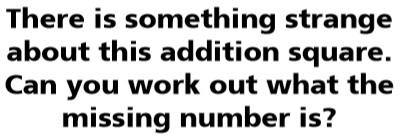 There is something strange
about this addition square.
Can you work out what the
missing number is?